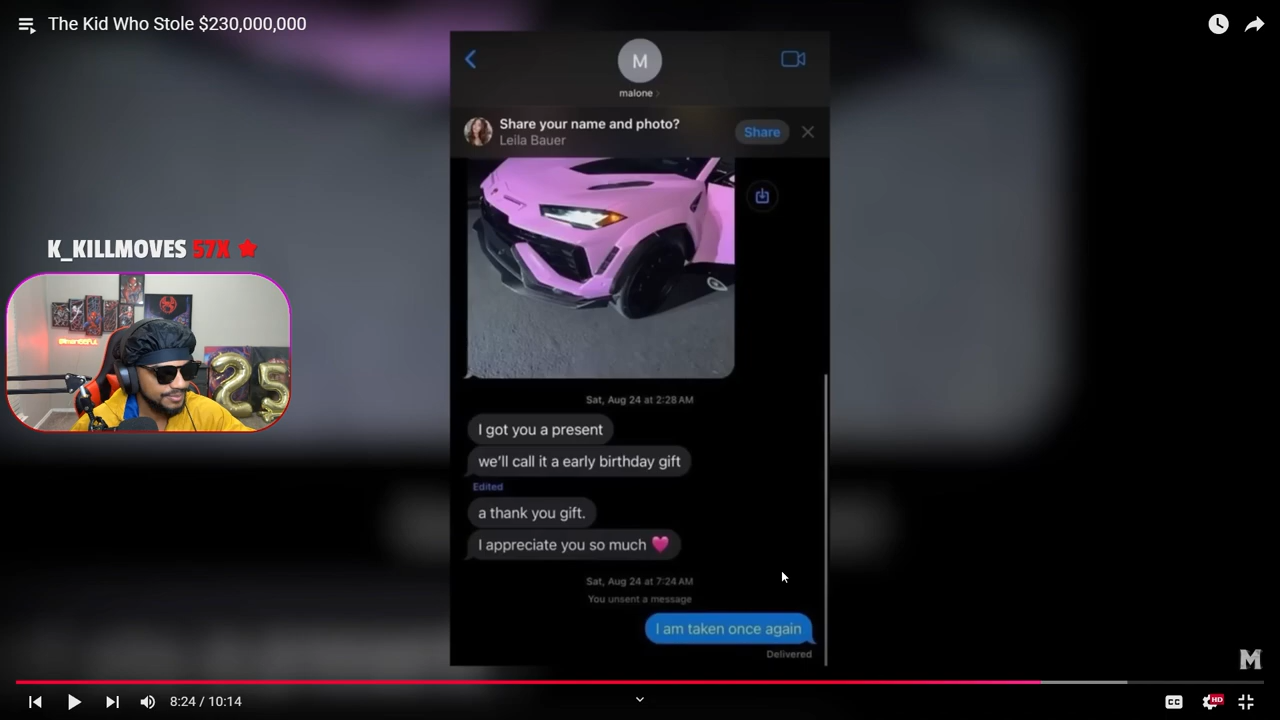 The Kid Who Stole $230,000,000
M
malone
Share your name and photo?
Leila Bauer
Share
K_KILLMOVES 57X
25
Sat, Aug 24 at 2:28 AM
I got you a present
we'll call it a early birthday gift
Edited
a thank you gift.
I appreciate you so much 💗
Sat, Aug 24 at 7:24 AM
You unsent a message
I am taken once again
Delivered
M
8:24 / 10:14
CC
HD